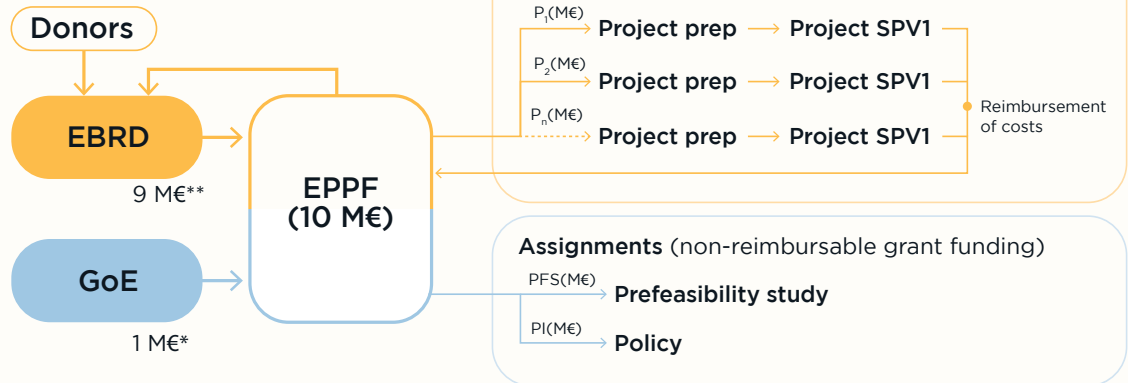 Donors
EBRD
9 M€**
GoE
1 M€*
EPPF
(10 M€)
P₁(M€)
Project prep
Project SPV1
P₂(M€)
Project prep
Project SPV1
Pₙ(M€)
Project prep
Project SPV1
Reimbursement
of costs
Assignments (non-reimbursable grant funding)
PFS(M€)
Prefeasibility study
PI(M€)
Policy